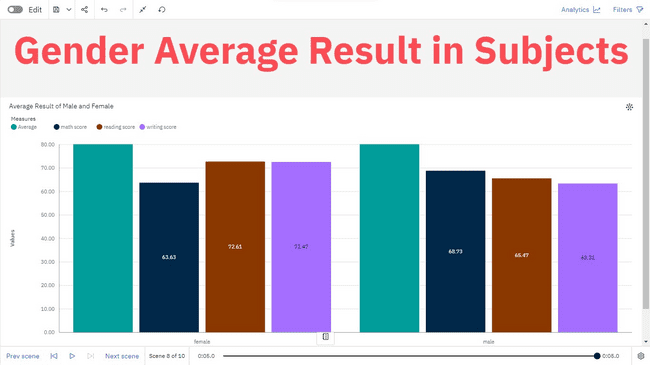 Edit
Analytics
Filters
Gender Average Result in Subjects
Average Result of Male and Female
Measures
Average math score reading score writing score
80.00
70.00
60.00
50.00
40.00
30.00
20.00
10.00
0.00
Values
63.63
72.61
72.47
68.73
65.47
63.31
female
male
Prev scene
Next scene
Scene 8 of 10
0:05.0
0:05.0